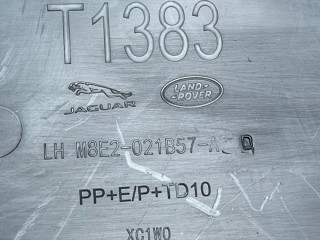 T1383
JAGUAR
LAND-
-ROVER
LH M8E2-021B57-A
PP+E/P+TD10
XC1W0